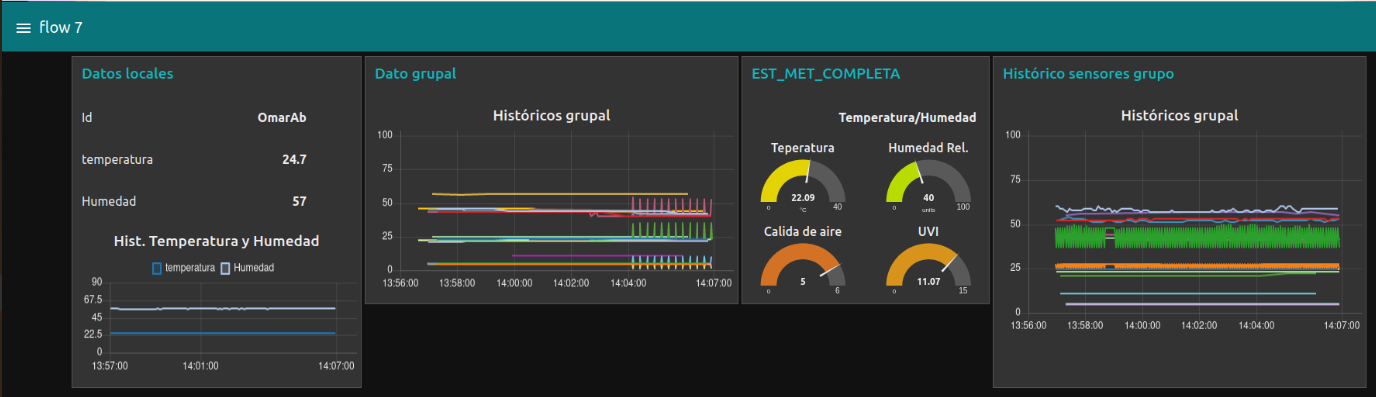 flow 7
Datos locales
Id OmarAb
temperatura 24.7
Humedad 57
Hist. Temperatura y Humedad
temperatura Humedad
90
67.5
45
22.5
0
13:57:00 14:01:00 14:07:00
Dato grupal
Históricos grupal
100
75
50
25
0
13:56:00 13:58:00 14:00:00 14:02:00 14:04:00 14:07:00
EST_MET_COMPLETA
Temperatura/Humedad
Teperatura
22.09
°C
0 40
Humedad Rel.
40
units
0 100
Calida de aire
5
0 6
UVI
11.07
0 15
Histórico sensores grupo
Históricos grupal
100
75
50
25
0
13:56:00 13:58:00 14:00:00 14:02:00 14:04:00 14:07:00